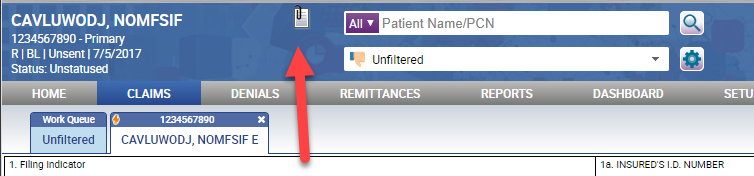 CAVLUWODJ, NOMFSIF
1234567890 - Primary
R | BL | Unsent | 7/5/2017
Status: Unstatused
All Patient Name/PCN
Unfiltered
HOME CLAIMS DENIALS REMITTANCES REPORTS DASHBOARD SETU
Work Queue 1234567890
Unfiltered CAVLUWODJ, NOMFSIF E
1. Filing Indicator 1a. INSURED'S I.D. NUMBER